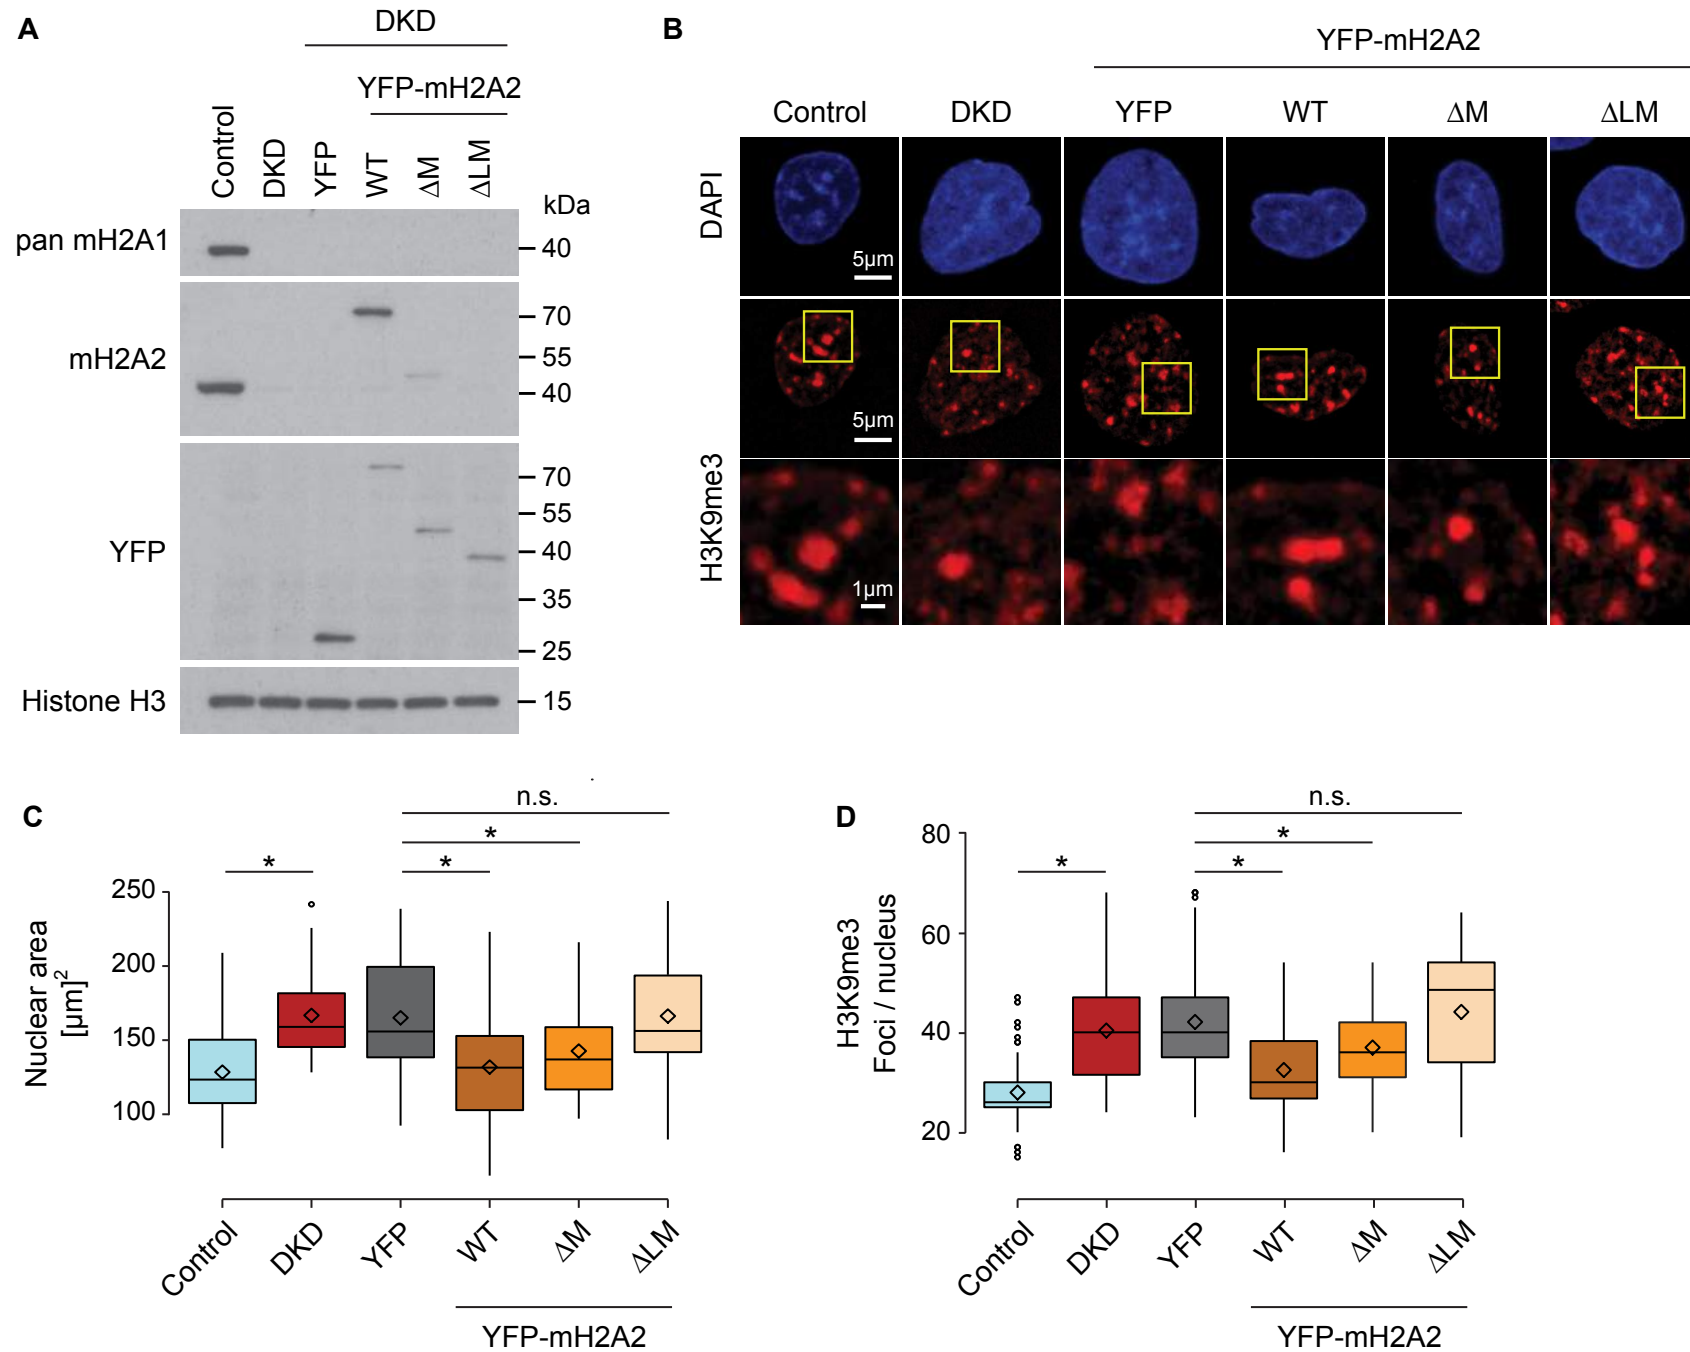 A
DKD
YFP-mH2A2
Control
DKD
YFP
WT
ΔM
ΔLM
kDa
pan mH2A1
40
mH2A2
70
55
40
YFP
70
55
40
35
25
Histone H3
15
B
YFP-mH2A2
Control
DKD
YFP
WT
ΔM
ΔLM
DAPI
5μm
H3K9me3
5μm
1μm
C
n.s.
*
*
*
Nuclear area
[μm]²
250
200
150
100
Control
DKD
YFP
WT
ΔM
ΔLM
YFP-mH2A2
D
n.s.
*
*
*
H3K9me3
Foci / nucleus
80
60
40
20
Control
DKD
YFP
WT
ΔM
ΔLM
YFP-mH2A2